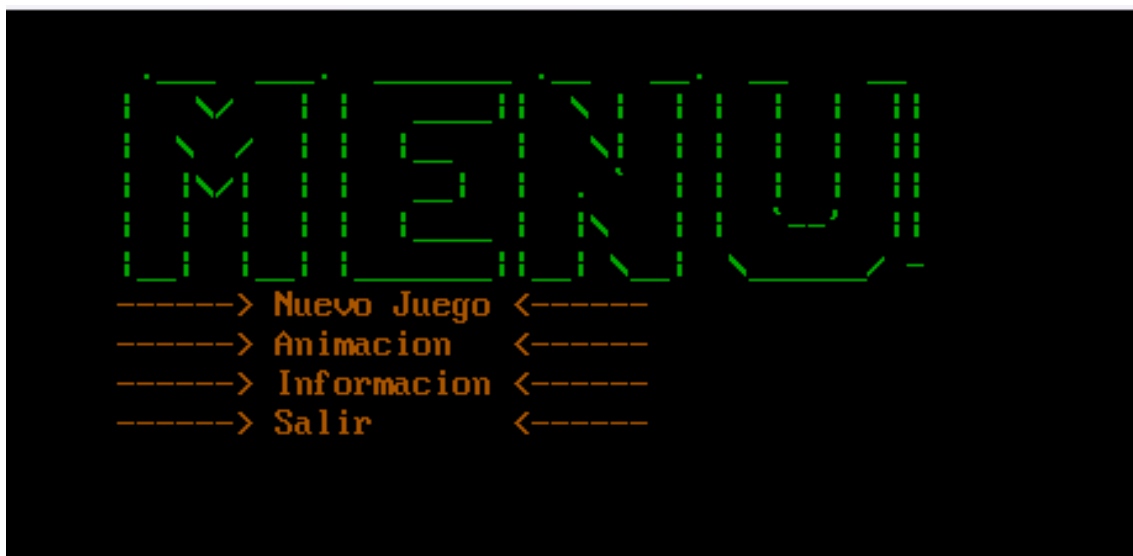 MENU
------> Nuevo Juego <------
------> Animacion <------
------> Informacion <------
------> Salir <------